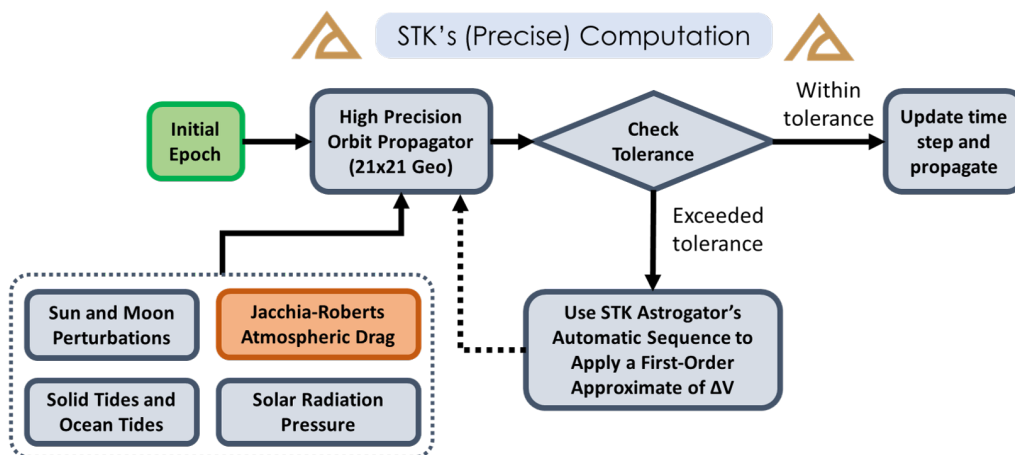 STK's (Precise) Computation
Initial
Epoch
High Precision
Orbit Propagator
(21x21 Geo)
Check
Tolerance
Within
tolerance
Update time
step and
propagate
Exceeded
tolerance
Sun and Moon
Perturbations
Jacchia-Roberts
Atmospheric Drag
Solid Tides and
Ocean Tides
Solar Radiation
Pressure
Use STK Astrogator's
Automatic Sequence to
Apply a First-Order
Approximate of ΔV